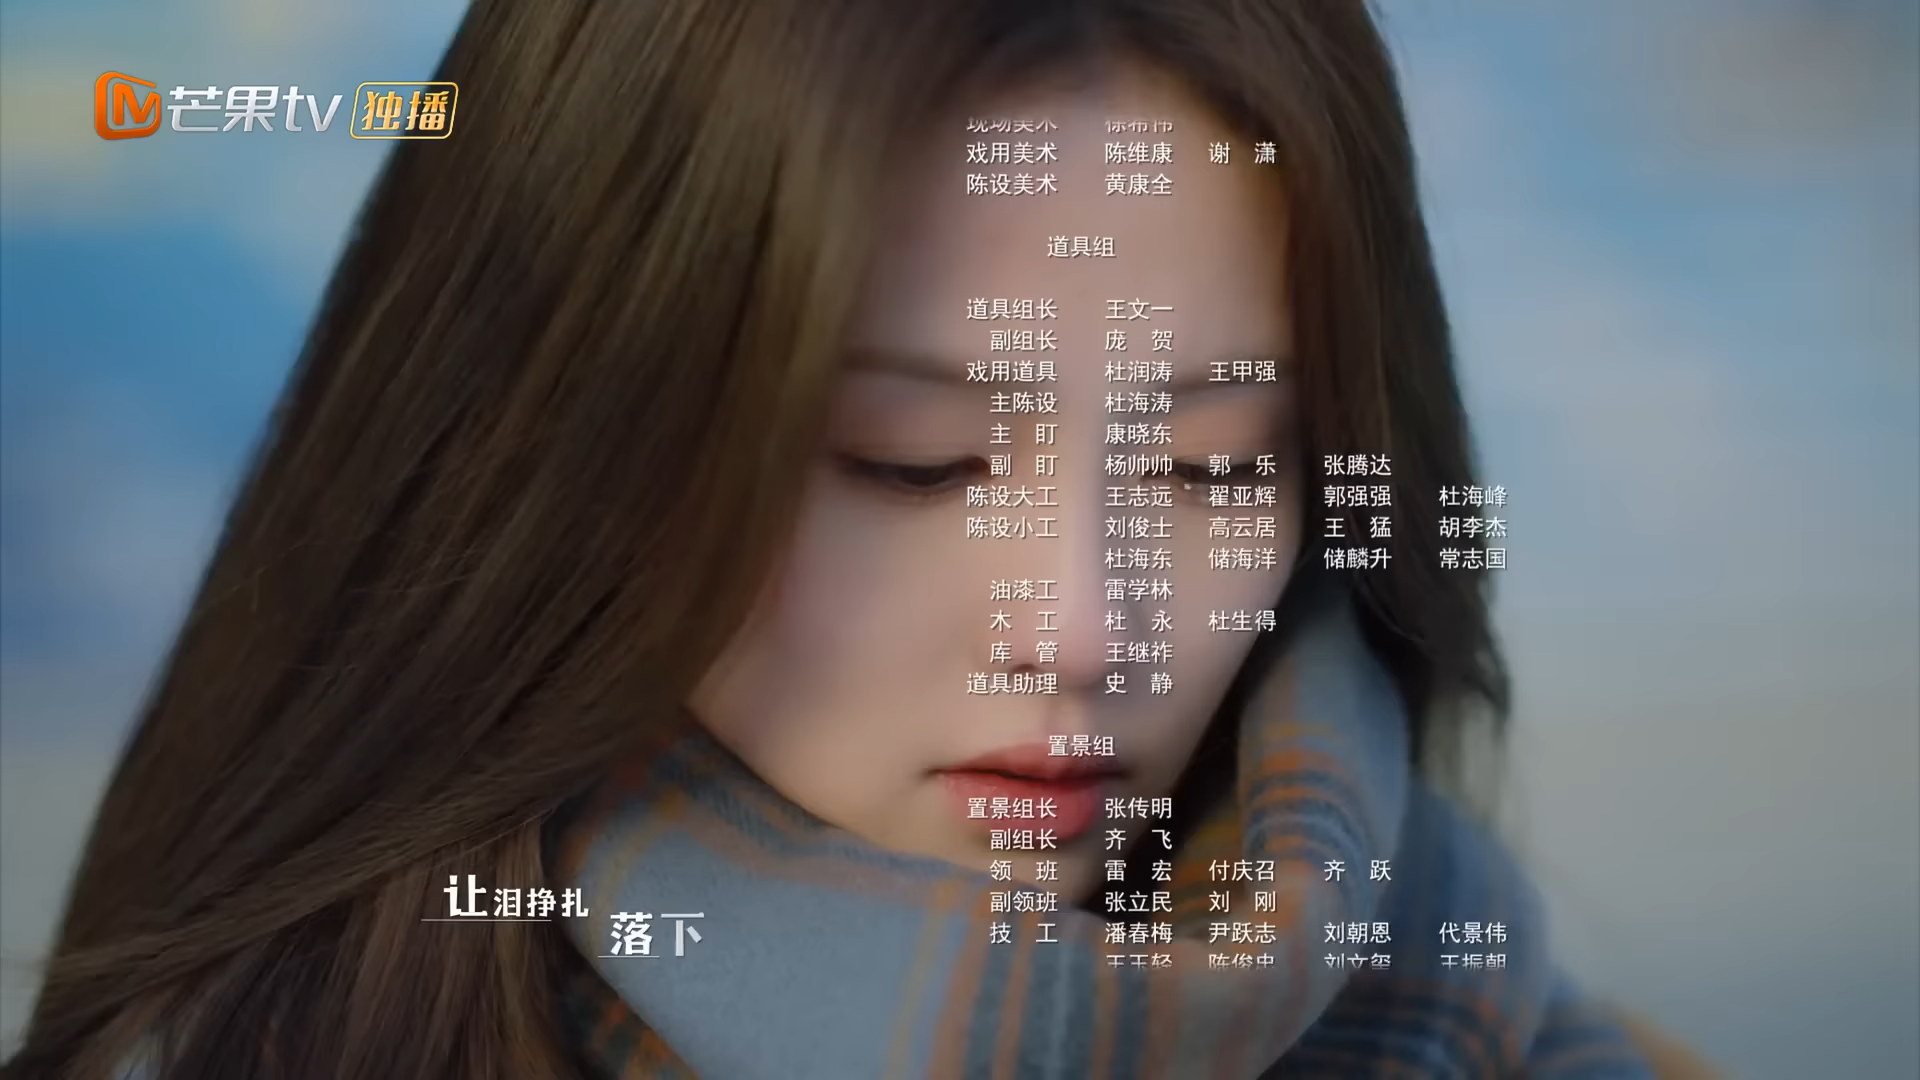 芒果tv 独播
戏用美术 陈维康 谢 潇
陈设美术 黄康全
道具组
道具组长 王文一
副组长 庞 贺
戏用道具 杜润涛 王甲强
主陈设 杜海涛
主 盯 康晓东
副 盯 杨帅帅 郭 乐 张腾达
陈设大工 王志远 翟亚辉 郭强强 杜海峰
陈设小工 刘俊士 高云居 王 猛 胡李杰
杜海东 储海洋 储麟升 常志国
油漆工 雷学林
木 工 杜 永 杜生得
库 管 王继祚
道具助理 史 静
置景组
置景组长 张传明
副组长 齐 飞
领 班 雷 宏 付庆召 齐 跃
副领班 张立民 刘 刚
技 工 潘春梅 尹跃志 刘朝恩 代景伟
让泪挣扎
落下